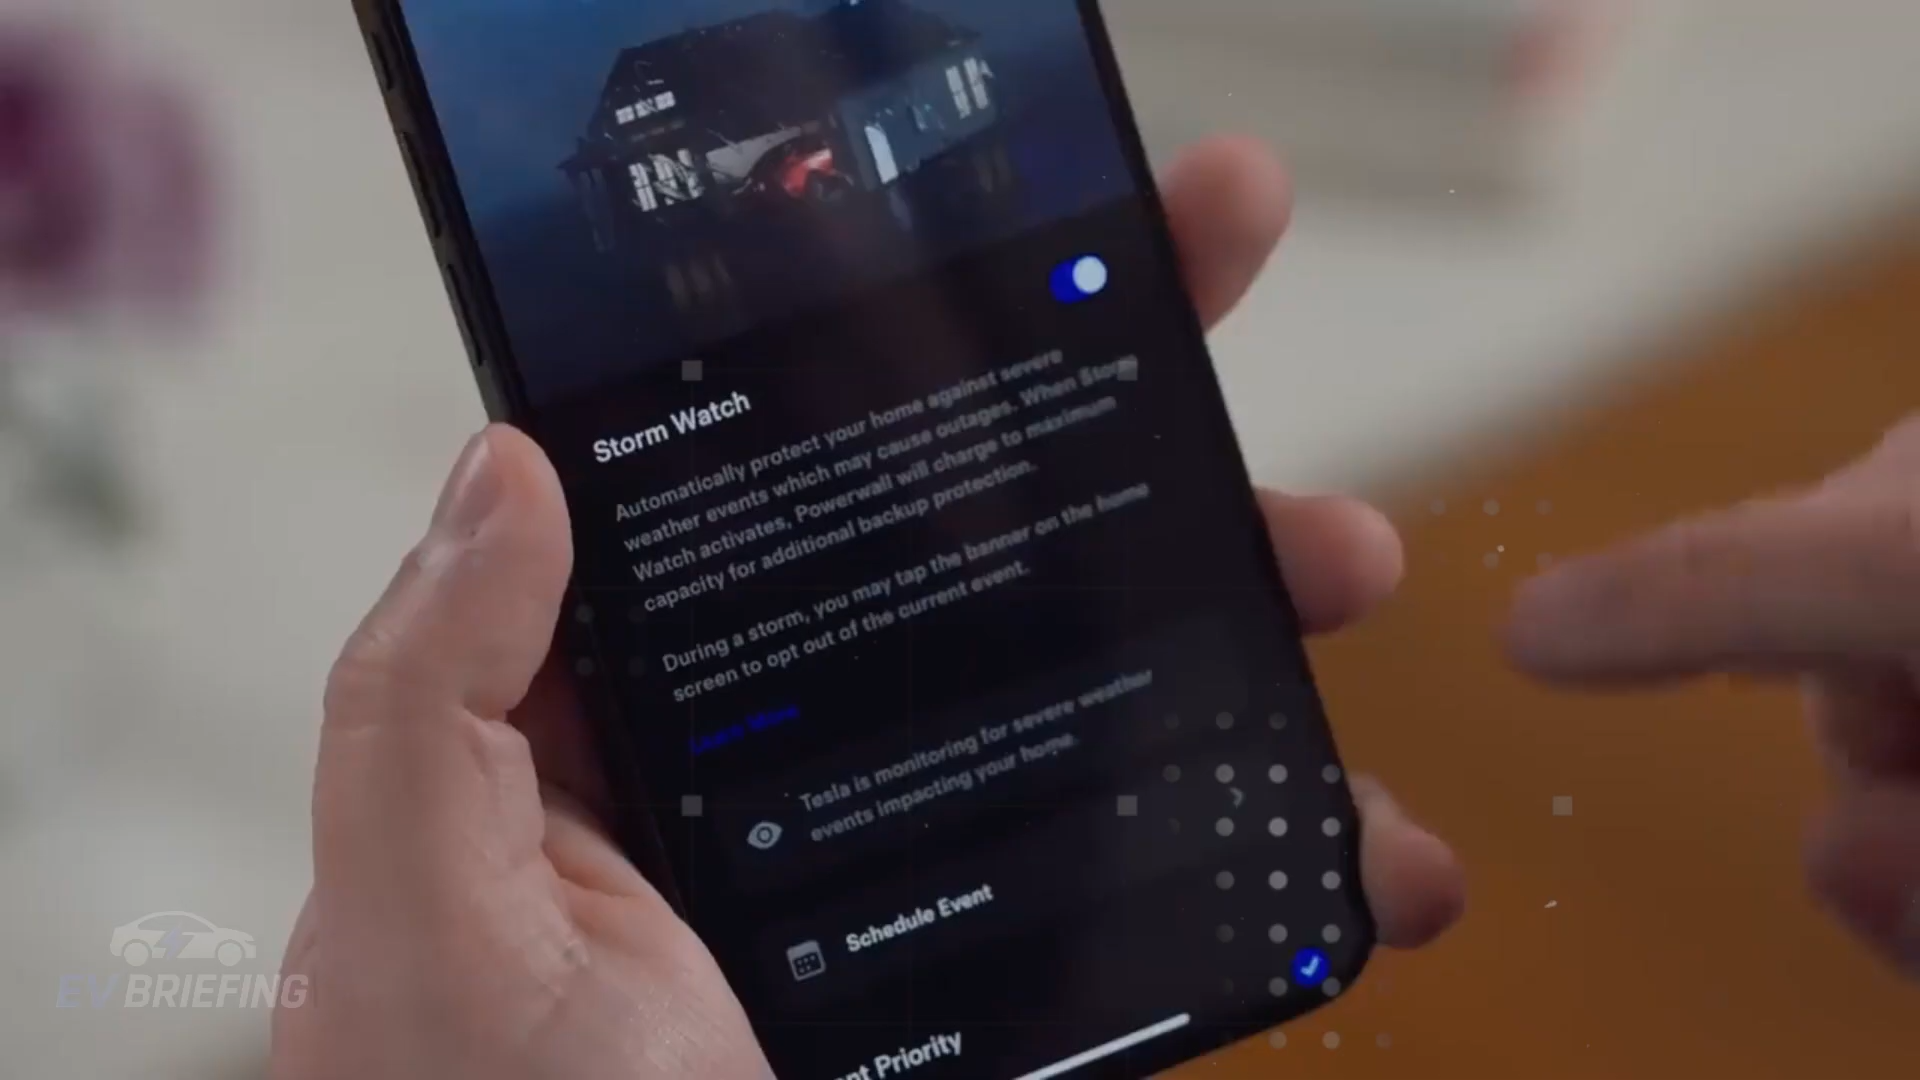 Storm Watch
Automatically protect your home against severe
weather events which may cause outages. When Storm
Watch activates, Powerwall will charge to maximum
capacity for additional backup protection.
During a storm, you may tap the banner on the home
screen to opt out of the current event.
Learn More
Tesla is monitoring for severe weather
events impacting your home.
Schedule Event
nt Priority
EV BRIEFING